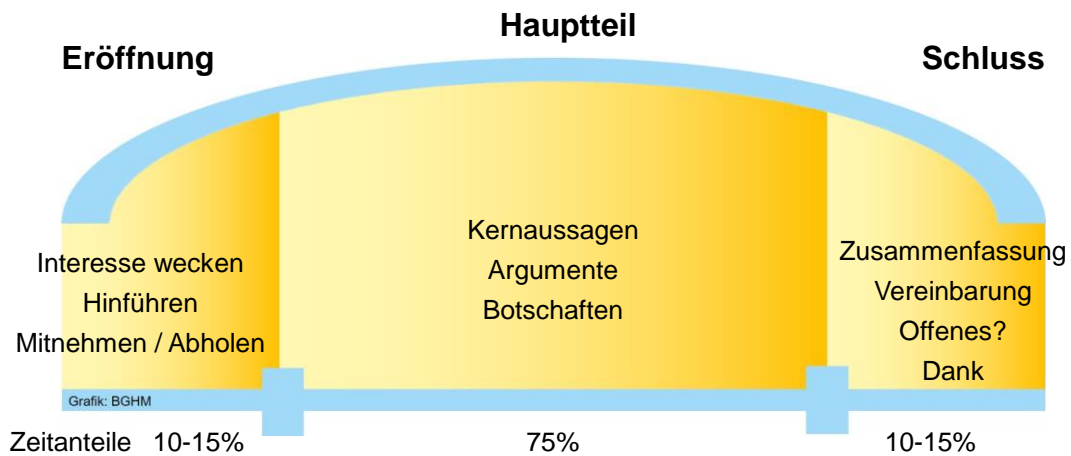 Hauptteil
Eröffnung
Schluss
Interesse wecken
Hinführen
Mitnehmen / Abholen
Kernaussagen
Argumente
Botschaften
Zusammenfassung
Vereinbarung
Offenes?
Dank
Grafik: BGHM
Zeitanteile 10-15% 75% 10-15%